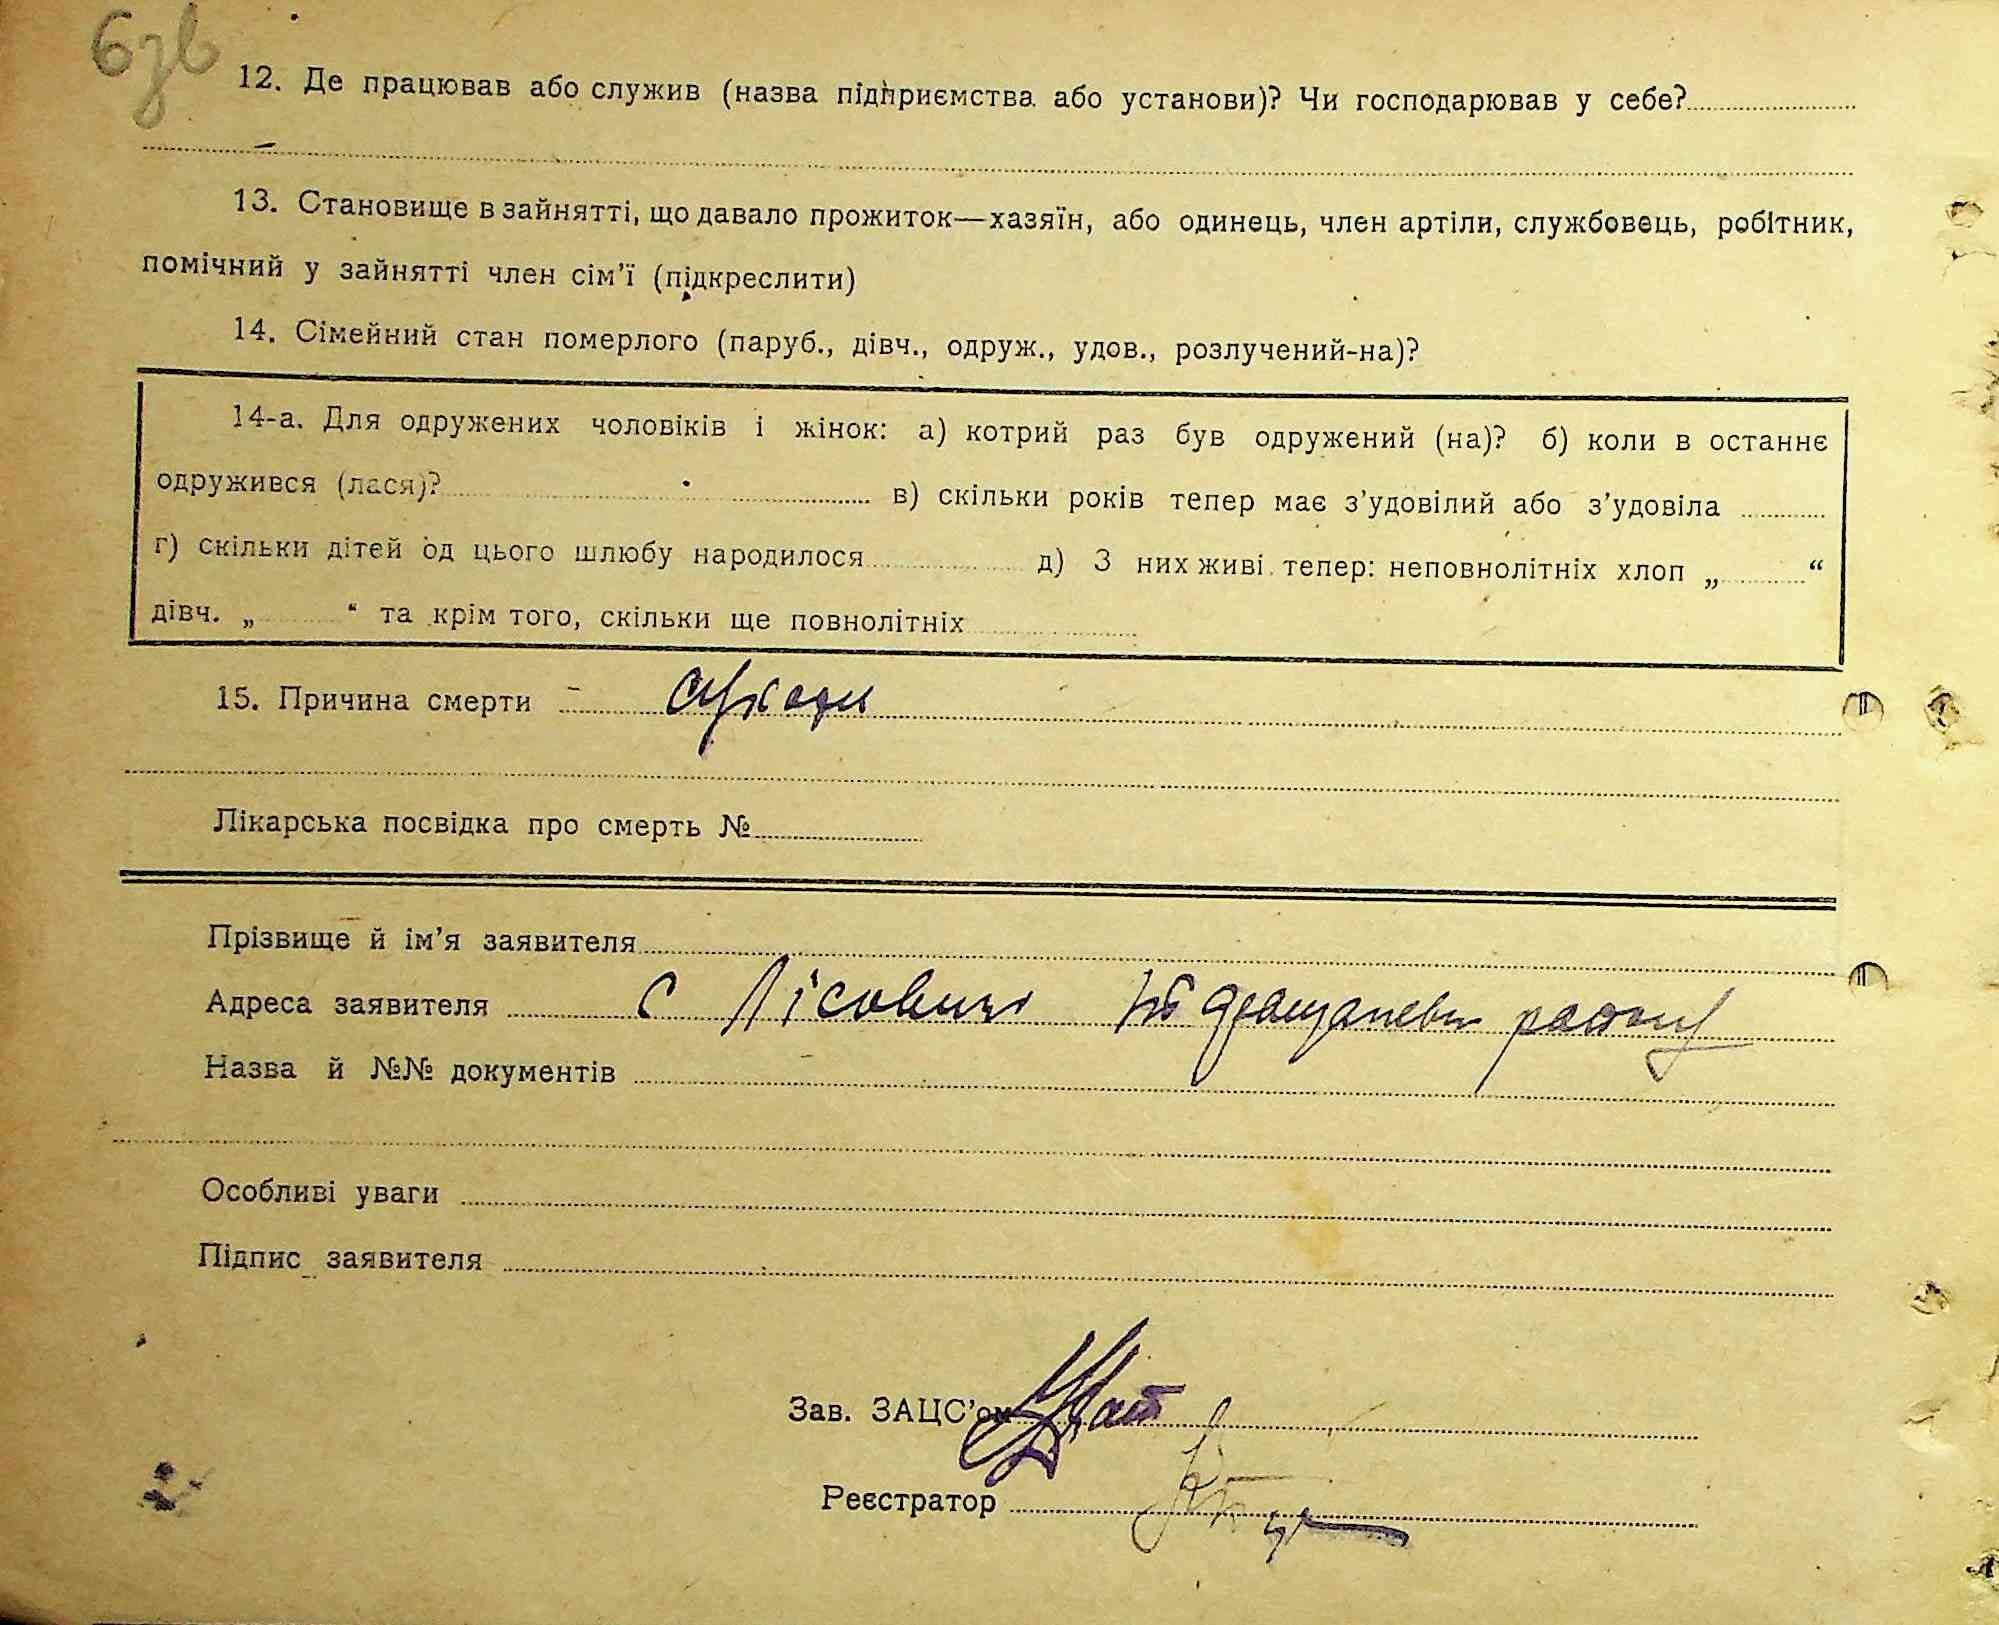 6зв
12. Де працював або служив (назва підприємства або установи)? Чи господарював у себе?
13. Становище в зайнятті, що давало прожиток—хазяїн, або одинець, член артіли, службовець, робітник,
помічний у зайнятті член сім'ї (підкреслити)
14. Сімейний стан померлого (паруб., дівч., одруж., удов., розлучений-на)?
14-а. Для одружених чоловіків і жінок: а) котрий раз був одружений (на)? б) коли в останнє
одружився (лася)? в) скільки років тепер має з'удовілий або з'удовіла
г) скільки дітей од цього шлюбу народилося д) З них живі тепер: неповнолітніх хлоп „ “
дівч. „ “ та крім того, скільки ще повнолітніх
15. Причина смерти
Лікарська посвідка про смерть №
Прізвище й ім'я заявителя
Адреса заявителя с Лісовичі району
Назва й №№ документів
Особливі уваги
Підпис заявителя
Зав. ЗАЦС'ом
Реєстратор